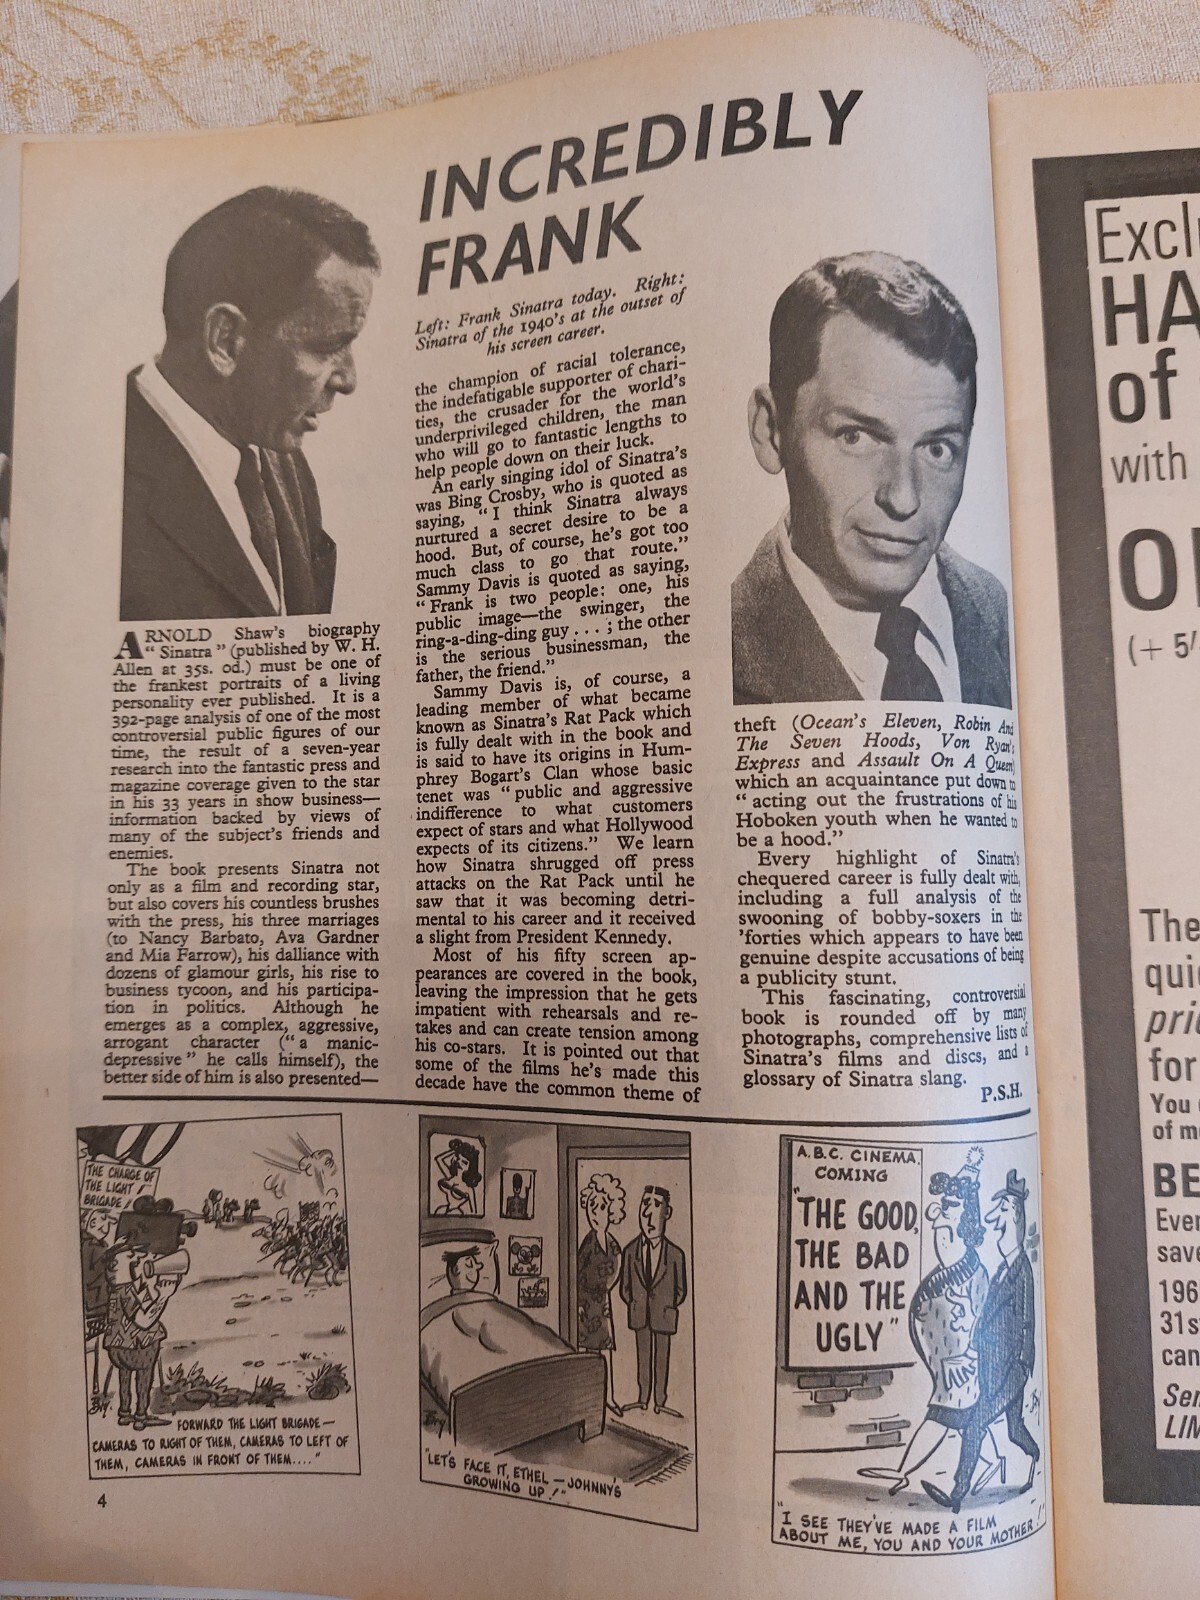 INCREDIBLY
FRANK
Left: Frank Sinatra today. Right:
Sinatra of the 1940's at the outset of
his screen career.
ARNOLD Shaw's biography
"Sinatra" (published by W. H.
Allen at 35s. od.) must be one of
the frankest portraits of a living
personality ever published. It is a
392-page analysis of one of the most
controversial public figures of our
time, the result of a seven-year
research into the fantastic press and
magazine coverage given to the star
in his 33 years in show business—
information backed by views of
many of the subject's friends and
enemies.
The book presents Sinatra not
only as a film and recording star,
but also covers his countless brushes
with the press, his three marriages
(to Nancy Barbato, Ava Gardner
and Mia Farrow), his dalliance with
dozens of glamour girls, his rise to
business tycoon, and his participa-
tion in politics. Although he
emerges as a complex, aggressive,
arrogant character ("a manic-
depressive" he calls himself), the
better side of him is also presented—
the champion of racial tolerance,
the indefatigable supporter of chari-
ties, the crusader for the world's
underprivileged children, the man
who will go to fantastic lengths to
help people down on their luck.
An early singing idol of Sinatra's
was Bing Crosby, who is quoted as
saying, "I think Sinatra always
nurtured a secret desire to be a
hood. But, of course, he's got too
much class to go that route."
Sammy Davis is quoted as saying,
"Frank is two people: one, his
public image—the swinger, the
ring-a-ding-ding guy . . . ; the other
is the serious businessman, the
father, the friend."
Sammy Davis is, of course, a
leading member of what became
known as Sinatra's Rat Pack which
is fully dealt with in the book and
is said to have its origins in Hum-
phrey Bogart's Clan whose basic
tenet was "public and aggressive
indifference to what customers
expect of stars and what Hollywood
expects of its citizens." We learn
how Sinatra shrugged off press
attacks on the Rat Pack until he
saw that it was becoming detri-
mental to his career and it received
a slight from President Kennedy.
Most of his fifty screen ap-
pearances are covered in the book,
leaving the impression that he gets
impatient with rehearsals and re-
takes and can create tension among
his co-stars. It is pointed out that
some of the films he's made this
decade have the common theme of
theft (Ocean's Eleven, Robin And
The Seven Hoods, Von Ryan's
Express and Assault On A Queen)
which an acquaintance put down to
"acting out the frustrations of his
Hoboken youth when he wanted to
be a hood."
Every highlight of Sinatra's
chequered career is fully dealt with,
including a full analysis of the
swooning of bobby-soxers in the
'forties which appears to have been
genuine despite accusations of being
a publicity stunt.
This fascinating, controversial
book is rounded off by many
photographs, comprehensive lists of
Sinatra's films and discs, and a
glossary of Sinatra slang.
P.S.H.
THE CHARGE OF
THE LIGHT
BRIGADE!
Bry.
FORWARD THE LIGHT BRIGADE—
CAMERAS TO RIGHT OF THEM, CAMERAS TO LEFT OF
THEM, CAMERAS IN FRONT OF THEM...."
Bry
"LET'S FACE IT, ETHEL — JOHNNY'S
GROWING UP!"
A.B.C. CINEMA
COMING
"THE GOOD,
THE BAD
AND THE
UGLY"
Bry
"I SEE THEY'VE MADE A FILM
ABOUT ME, YOU AND YOUR MOTHER!"
4
Excl
HA
of
with
(+ 5/
The
quic
pric
for
You
of m
BE
Ever
save
196
31s
can
Sen
LIM